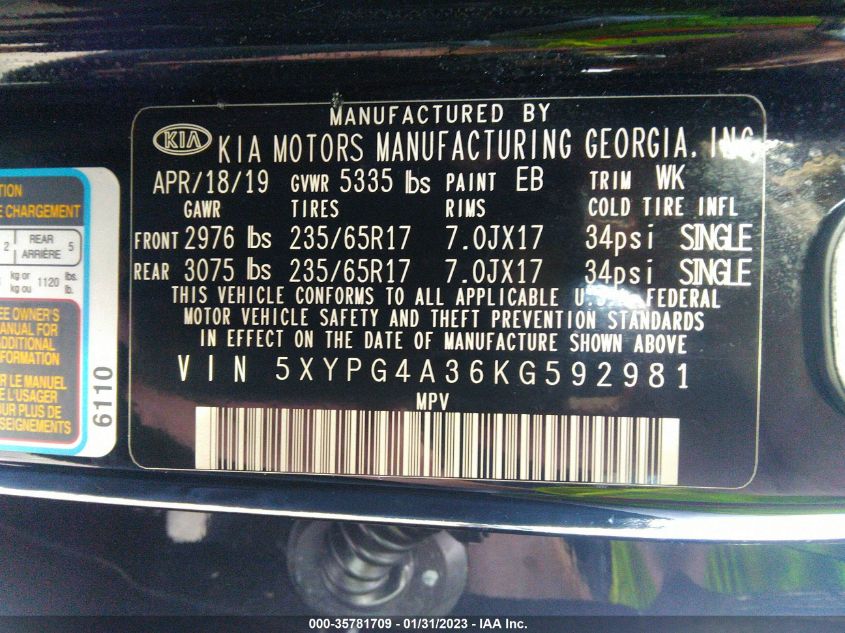 MANUFACTURED BY
KIA KIA MOTORS MANUFACTURING GEORGIA, INC
APR/18/19 GVWR 5335 lbs PAINT EB TRIM WK
GAWR TIRES RIMS COLD TIRE INFL
FRONT 2976 lbs 235/65R17 7.0JX17 34psi SINGLE
REAR 3075 lbs 235/65R17 7.0JX17 34psi SINGLE
THIS VEHICLE CONFORMS TO ALL APPLICABLE U.S. FEDERAL
MOTOR VEHICLE SAFETY AND THEFT PREVENTION STANDARDS
IN EFFECT ON THE DATE OF MANUFACTURE SHOWN ABOVE
VIN 5XYPG4A36KG592981
MPV
E CHARGEMENT
2 REAR 5
ARRIÈRE
kg or 1120 lbs.
kg ou lb.
EE OWNER'S
MANUAL FOR
ADDITIONAL
FORMATION
R LE MANUEL
E L'USAGER
OUR PLUS DE
SEIGNEMENTS
6110
000-35781709 - 01/31/2023 - IAA Inc.